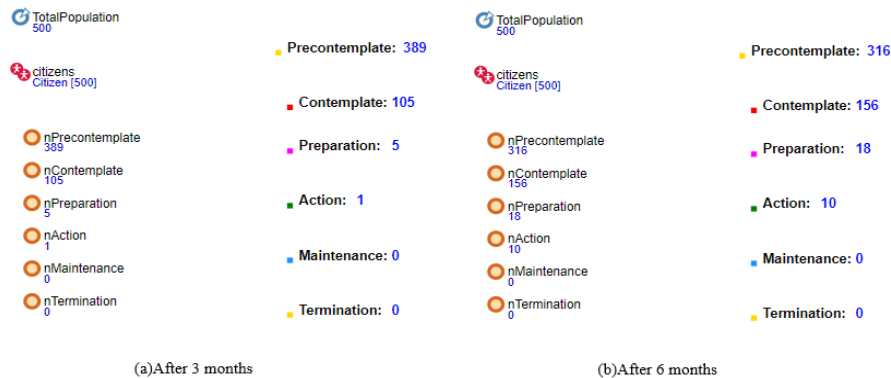 TotalPopulation
500
citizens
Citizen [500]
nPrecontemplate
389
nContemplate
105
nPreparation
5
nAction
1
nMaintenance
0
nTermination
0
Precontemplate: 389
Contemplate: 105
Preparation: 5
Action: 1
Maintenance: 0
Termination: 0
(a)After 3 months
TotalPopulation
500
citizens
Citizen [500]
nPrecontemplate
316
nContemplate
156
nPreparation
18
nAction
10
nMaintenance
0
nTermination
0
Precontemplate: 316
Contemplate: 156
Preparation: 18
Action: 10
Maintenance: 0
Termination: 0
(b)After 6 months